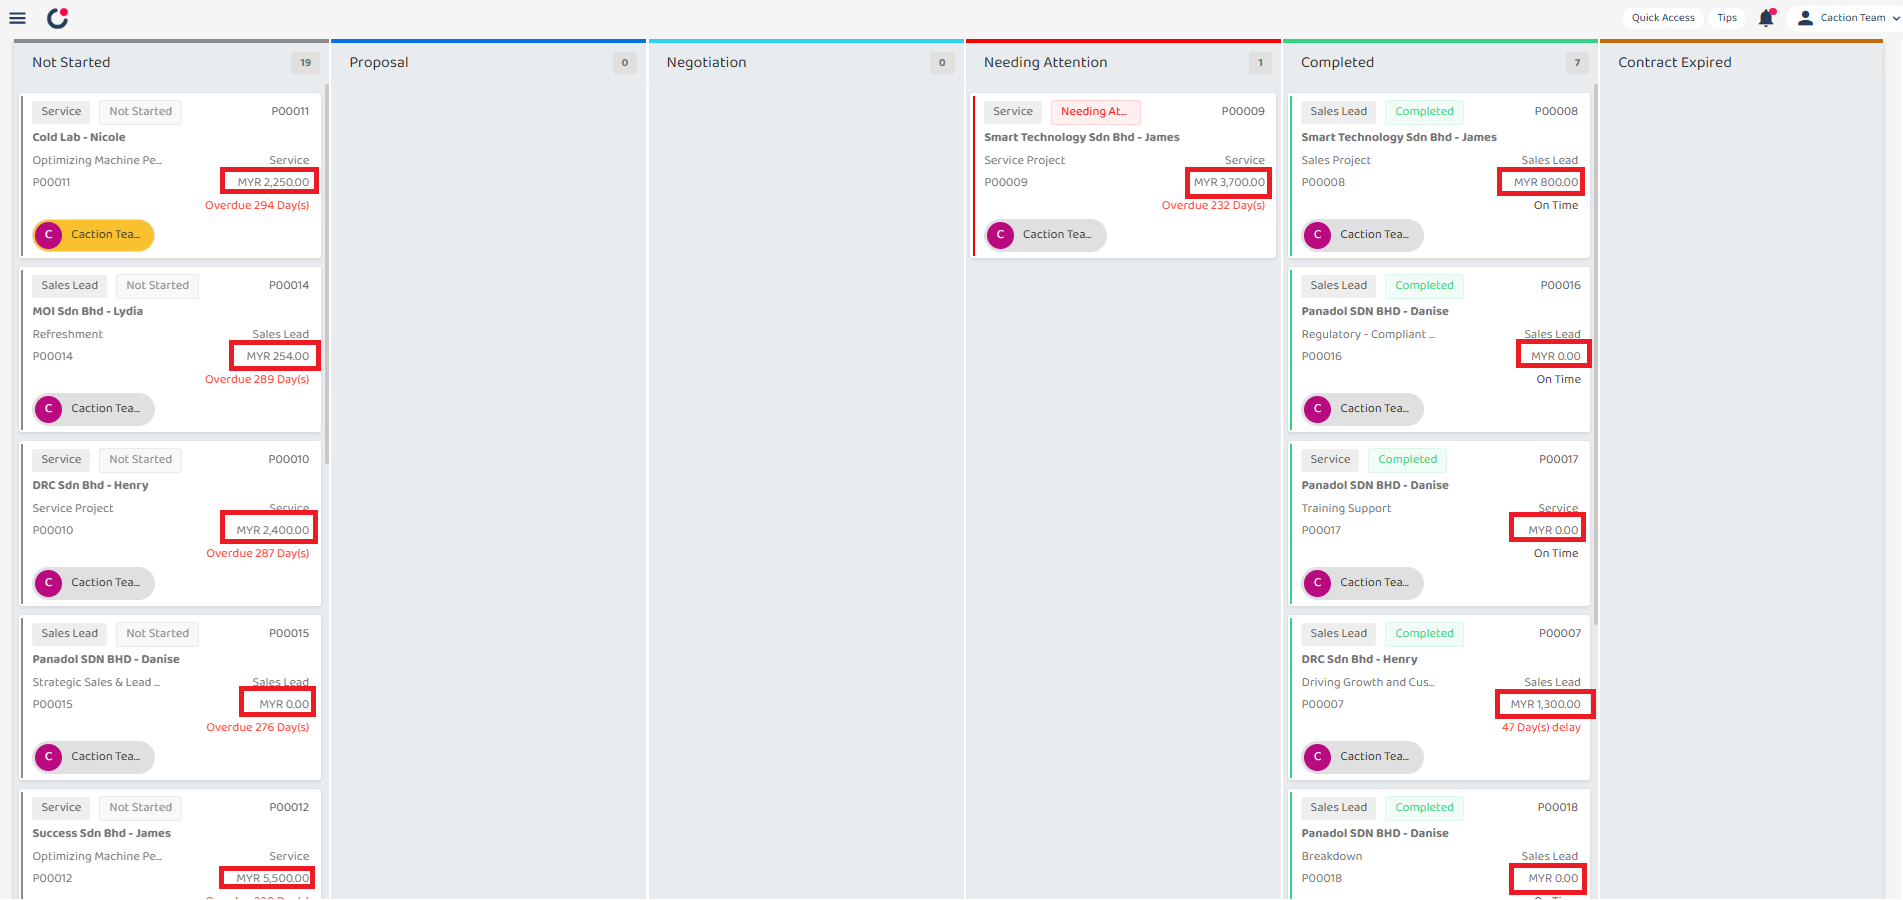 Quick Access
Tips
Caction Team
Not Started
19
Service
Not Started
P00011
Cold Lab - Nicole
Optimizing Machine Pe...
Service
P00011
MYR 2,250.00
Overdue 294 Day(s)
C
Caction Tea...
Sales Lead
Not Started
P00014
MOI Sdn Bhd - Lydia
Refreshment
Sales Lead
P00014
MYR 254.00
Overdue 289 Day(s)
C
Caction Tea...
Service
Not Started
P00010
DRC Sdn Bhd - Henry
Service Project
Service
P00010
MYR 2,400.00
Overdue 287 Day(s)
C
Caction Tea...
Sales Lead
Not Started
P00015
Panadol SDN BHD - Danise
Strategic Sales & Lead ...
Sales Lead
P00015
MYR 0.00
Overdue 276 Day(s)
C
Caction Tea...
Service
Not Started
P00012
Success Sdn Bhd - James
Optimizing Machine Pe...
Service
P00012
MYR 5,500.00
Proposal
0
Negotiation
0
Needing Attention
1
Service
Needing At...
P00009
Smart Technology Sdn Bhd - James
Service Project
Service
P00009
MYR 3,700.00
Overdue 232 Day(s)
C
Caction Tea...
Completed
7
Sales Lead
Completed
P00008
Smart Technology Sdn Bhd - James
Sales Project
Sales Lead
P00008
MYR 800.00
On Time
C
Caction Tea...
Sales Lead
Completed
P00016
Panadol SDN BHD - Danise
Regulatory - Compliant ...
Sales Lead
P00016
MYR 0.00
On Time
C
Caction Tea...
Service
Completed
P00017
Panadol SDN BHD - Danise
Training Support
Service
P00017
MYR 0.00
On Time
C
Caction Tea...
Sales Lead
Completed
P00007
DRC Sdn Bhd - Henry
Driving Growth and Cus...
Sales Lead
P00007
MYR 1,300.00
47 Day(s) delay
C
Caction Tea...
Sales Lead
Completed
P00018
Panadol SDN BHD - Danise
Breakdown
Sales Lead
P00018
MYR 0.00
Contract Expired